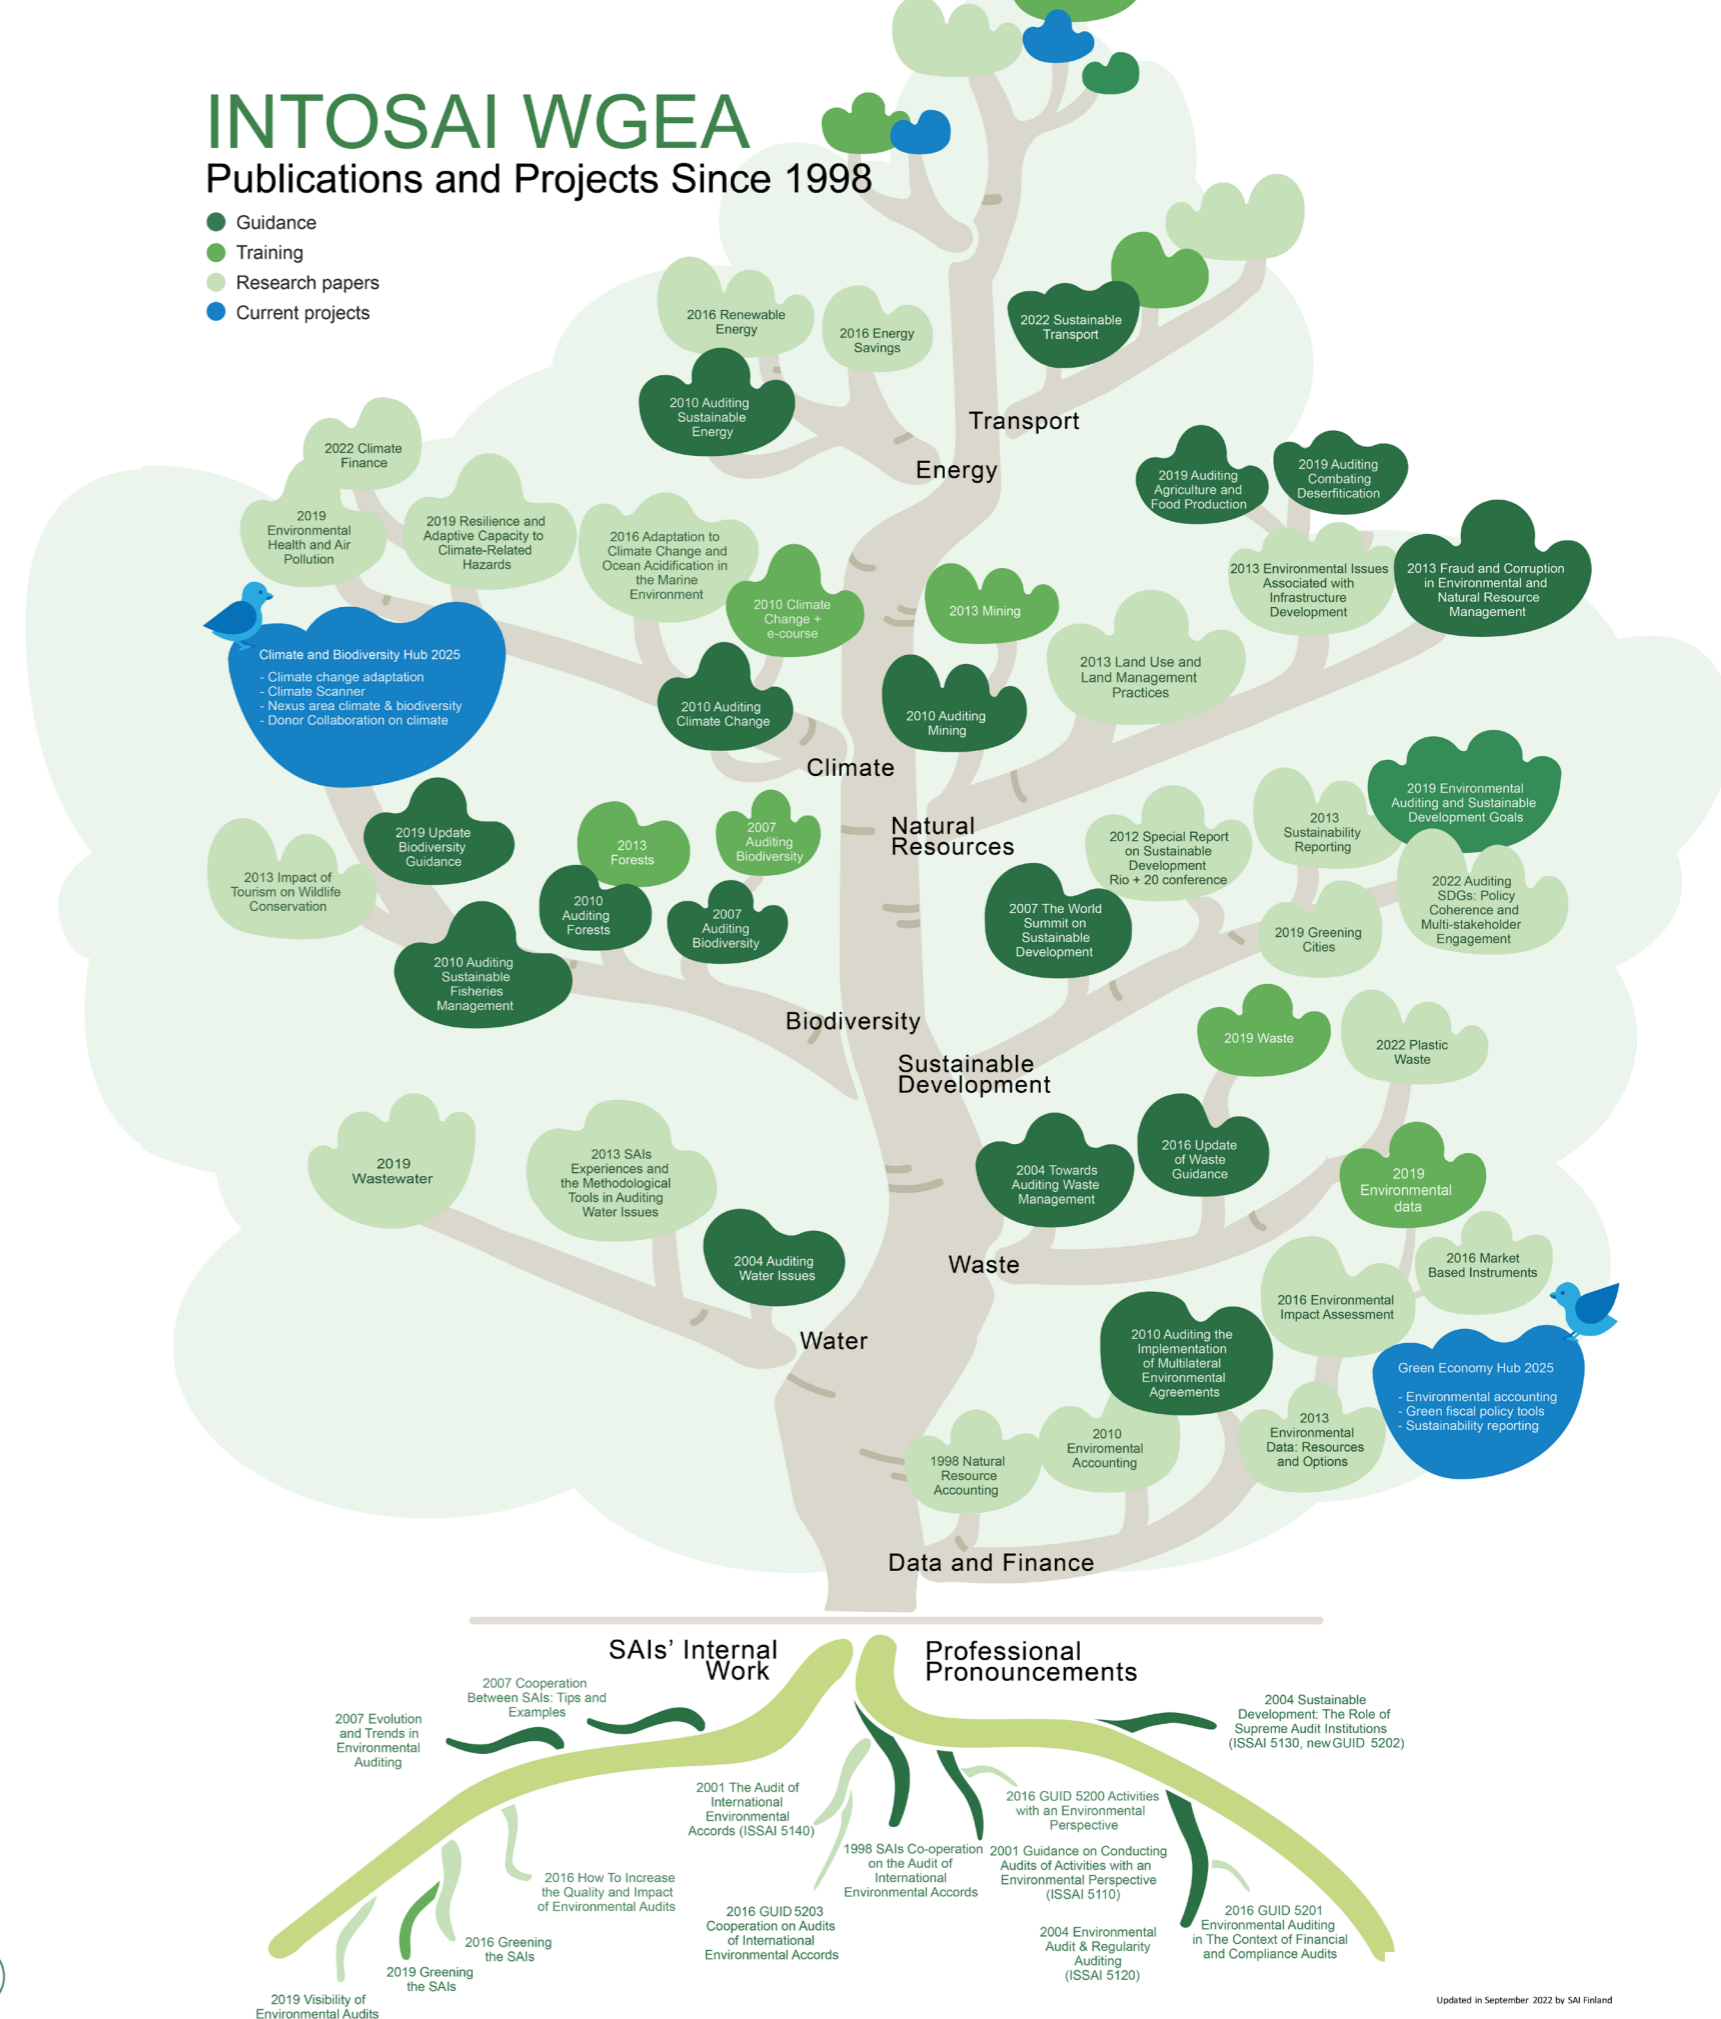 INTOSAI WGEA
Publications and Projects Since 1998
Guidance
Training
Research papers
Current projects
2016 Renewable
Energy
2016 Energy
Savings
2022 Sustainable
Transport
2010 Auditing
Sustainable
Energy
Transport
Energy
2022 Climate
Finance
2019
Environmental
Health and Air
Pollution
2019 Resilience and
Adaptive Capacity to
Climate-Related
Hazards
2016 Adaptation to
Climate Change and
Ocean Acidification in
the Marine
Environment
2010 Climate
Change +
e-course
2010 Auditing
Climate Change
Climate and Biodiversity Hub 2025
- Climate change adaptation
- Climate Scanner
- Nexus area climate & biodiversity
- Donor Collaboration on climate
Climate
2019 Auditing
Agriculture and
Food Production
2019 Auditing
Combating
Deserfitication
2013 Environmental Issues
Associated with
Infrastructure
Development
2013 Fraud and Corruption
in Environmental and
Natural Resource
Management
2013 Mining
2013 Land Use and
Land Management
Practices
2010 Auditing
Mining
Natural
Resources
2019 Update
Biodiversity
Guidance
2013
Forests
2007
Auditing
Biodiversity
2013 Impact of
Tourism on Wildlife
Conservation
2010
Auditing
Forests
2007
Auditing
Biodiversity
2010 Auditing
Sustainable
Fisheries
Management
Biodiversity
2019 Environmental
Auditing and Sustainable
Development Goals
2013
Sustainability
Reporting
2012 Special Report
on Sustainable
Development
Rio + 20 conference
2022 Auditing
SDGs: Policy
Coherence and
Multi-stakeholder
Engagement
2007 The World
Summit on
Sustainable
Development
2019 Greening
Cities
Sustainable
Development
2019 Waste
2022 Plastic
Waste
2016 Update
of Waste
Guidance
2004 Towards
Auditing Waste
Management
Waste
2019
Wastewater
2013 SAIs
Experiences and
the Methodological
Tools in Auditing
Water Issues
2004 Auditing
Water Issues
Water
2019
Environmental
data
2016 Market
Based Instruments
2016 Environmental
Impact Assessment
2010 Auditing the
Implementation
of Multilateral
Environmental
Agreements
Green Economy Hub 2025
- Environmental accounting
- Green fiscal policy tools
- Sustainability reporting
2013
Environmental
Data: Resources
and Options
2010
Enviromental
Accounting
1998 Natural
Resource
Accounting
Data and Finance
SAIs’ Internal
Work
Professional
Pronouncements
2007 Cooperation
Between SAIs: Tips and
Examples
2007 Evolution
and Trends in
Environmental
Auditing
2004 Sustainable
Development: The Role of
Supreme Audit Institutions
(ISSAI 5130, new GUID 5202)
2001 The Audit of
International
Environmental
Accords (ISSAI 5140)
2016 GUID 5200 Activities
with an Environmental
Perspective
1998 SAIs Co-operation
on the Audit of
International
Environmental Accords
2001 Guidance on Conducting
Audits of Activities with an
Environmental Perspective
(ISSAI 5110)
2016 How To Increase
the Quality and Impact
of Environmental Audits
2016 GUID 5203
Cooperation on Audits
of International
Environmental Accords
2004 Environmental
Audit & Regularity
Auditing
(ISSAI 5120)
2016 GUID 5201
Environmental Auditing
in The Context of Financial
and Compliance Audits
2016 Greening
the SAIs
2019 Greening
the SAIs
2019 Visibility of
Environmental Audits
Updated in September 2022 by SAI Finland